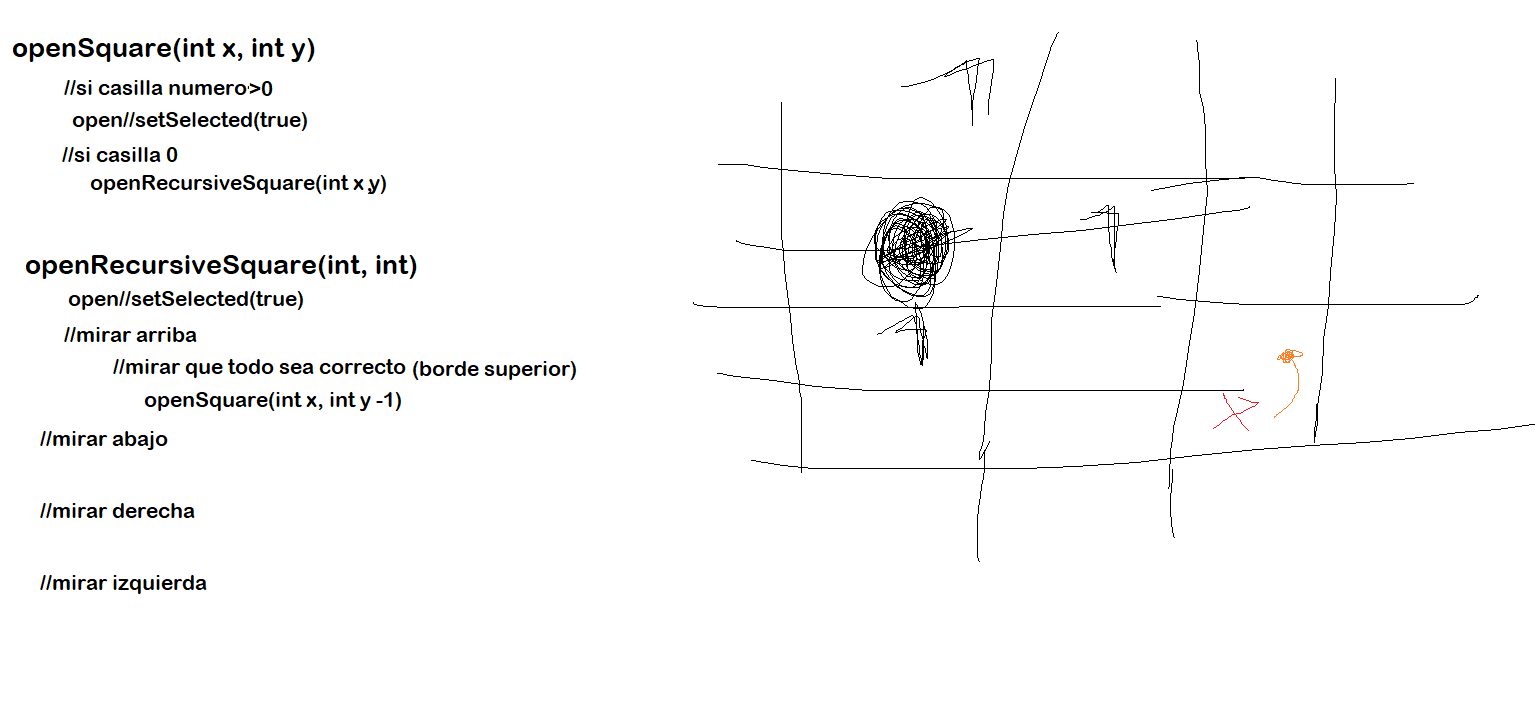 openSquare(int x, int y)
//si casilla numero>0
open//setSelected(true)
//si casilla 0
openRecursiveSquare(int x,y)
openRecursiveSquare(int, int)
open//setSelected(true)
//mirar arriba
//mirar que todo sea correcto (borde superior)
openSquare(int x, int y -1)
//mirar abajo
//mirar derecha
//mirar izquierda
1
1
1
x